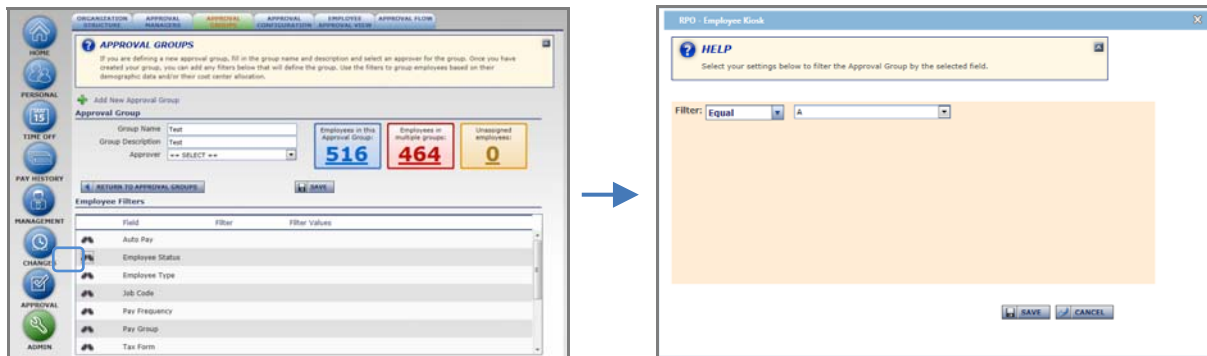 ORGANIZATION STRUCTURE
APPROVAL MANAGERS
APPROVAL GROUPS
APPROVAL CONFIGURATION
EMPLOYEE APPROVAL VIEW
APPROVAL FLOW
HOME
PERSONAL
TIME OFF
PAY HISTORY
MANAGEMENT
CHANGES
APPROVAL
ADMIN
APPROVAL GROUPS
If you are defining a new approval group, fill in the group name and description and select an approver for the group. Once you have
created your group, you can add any filters below that will define the group. Use the filters to group employees based on their
demographic data and/or their cost center allocation.
Add New Approval Group
Approval Group
Group Name Test
Group Description Test
Approver == SELECT ==
Employees in this
Approval Group:
516
Employees in
multiple groups:
464
Unassigned
employees:
0
RETURN TO APPROVAL GROUPS
SAVE
Employee Filters
Field Filter Filter Values
Auto Pay
Employee Status
Employee Type
Job Code
Pay Frequency
Pay Group
Tax Form
RPO - Employee Kiosk
HELP
Select your settings below to filter the Approval Group by the selected field.
Filter: Equal A
SAVE CANCEL